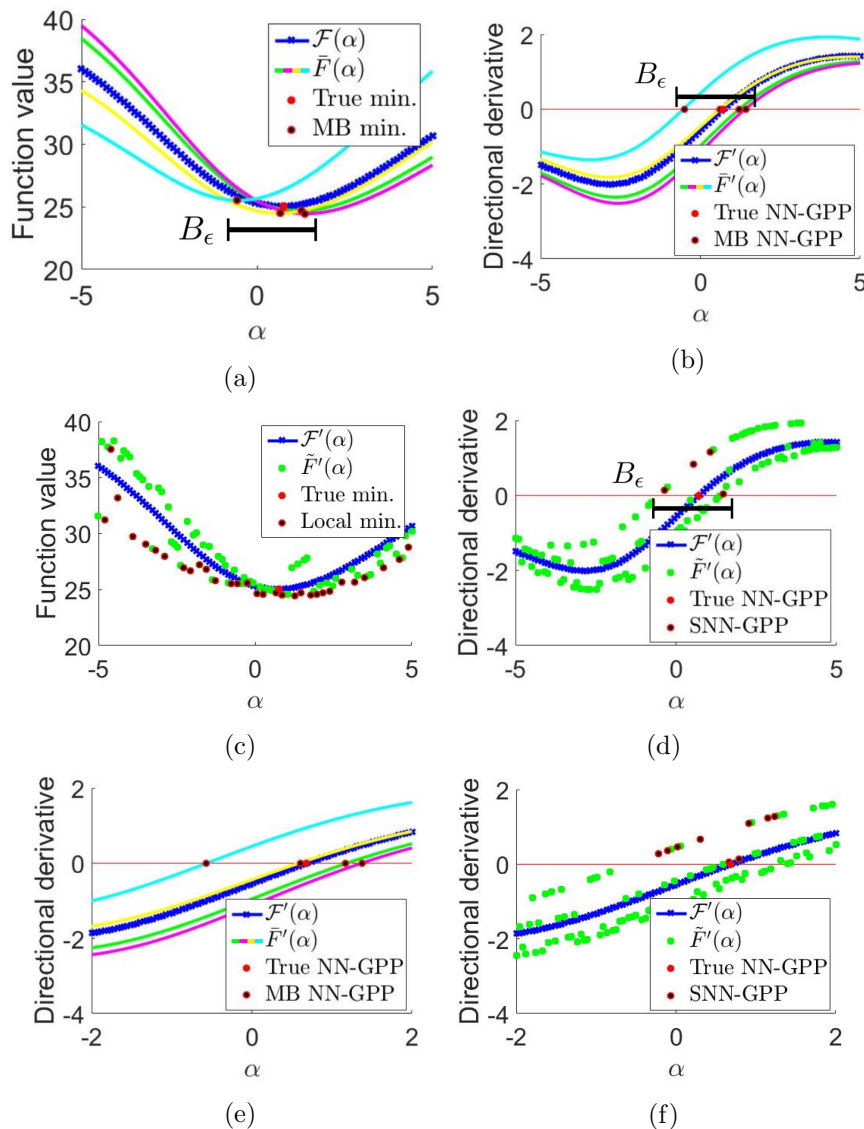 40
35
30
25
20
Function value
-5
0
5
α
𝓕(α)
F̄(α)
True min.
MB min.
B_ϵ
(a)
2
0
-2
-4
Directional derivative
-5
0
5
α
B_ϵ
𝓕′(α)
F̄′(α)
True NN-GPP
MB NN-GPP
(b)
40
35
30
25
20
Function value
-5
0
5
α
𝓕′(α)
F̃′(α)
True min.
Local min.
(c)
2
0
-2
-4
Directional derivative
-5
0
5
α
B_ϵ
𝓕′(α)
F̃′(α)
True NN-GPP
SNN-GPP
(d)
2
0
-2
-4
Directional derivative
-2
0
2
α
𝓕′(α)
F̄′(α)
True NN-GPP
MB NN-GPP
(e)
2
0
-2
-4
Directional derivative
-2
0
2
α
𝓕′(α)
F̃′(α)
True NN-GPP
SNN-GPP
(f)